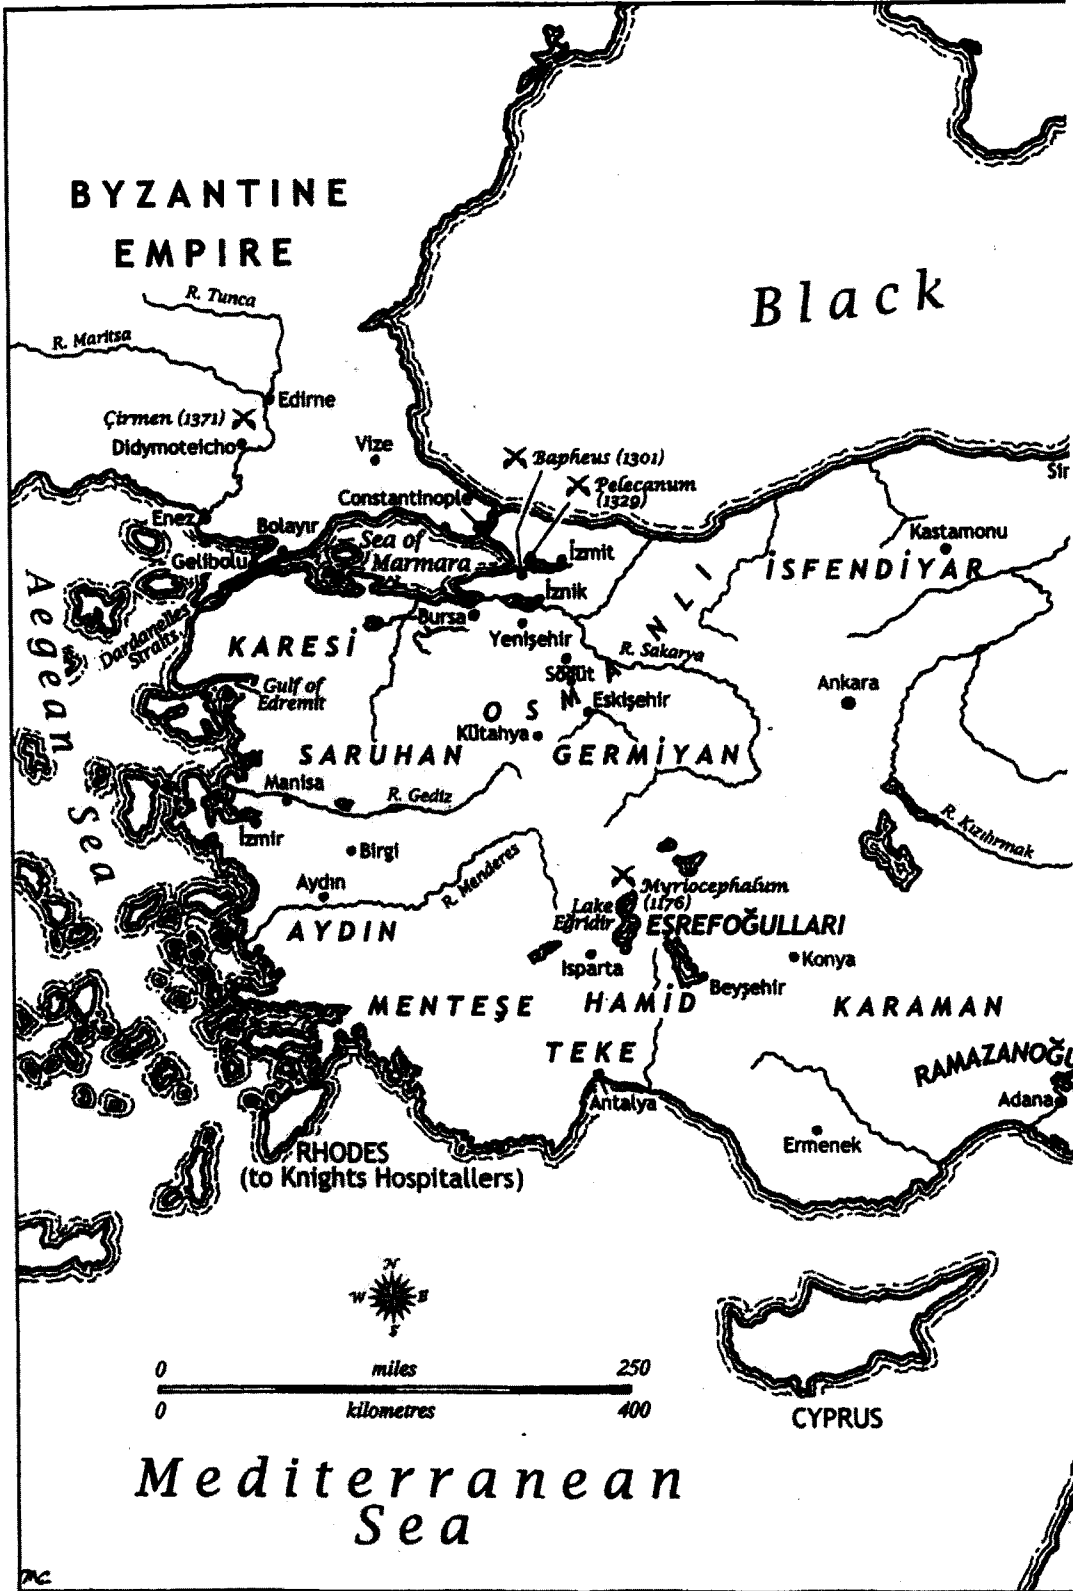 BYZANTINE
EMPIRE
R. Tunca
R. Maritsa
Black
Edirne
Çirmen (1371)
Didymoteicho
Vize
Bapheus (1301)
Pelecanum
(1329)
Sin
Constantinople
Enez
Bolayır
Sea of
Marmara
Gelibolu
İzmit
Kastamonu
İSFENDİYAR
İznik
Aegean
Sea
Dardanelles
Straits
Bursa
Yenişehir
KARESİ
R. Sakarya
Söğüt
Gulf of
Edremit
Eskişehir
Ankara
OSMANLI
Kütahya
SARUHAN
GERMİYAN
Manisa
R. Gediz
İzmir
R. Kızılırmak
Birgi
R. Menderes
Aydın
Myriocephalum
(1176)
Lake
Eğridir
EŞREFOĞULLARI
AYDIN
Isparta
Konya
Beyşehir
MENTEŞE
HAMİD
KARAMAN
TEKE
RAMAZANOĞU
Antalya
Adana
Ermenek
RHODES
(to Knights Hospitallers)
N
W E
S
0 miles 250
0 kilometres 400
CYPRUS
Mediterranean
Sea